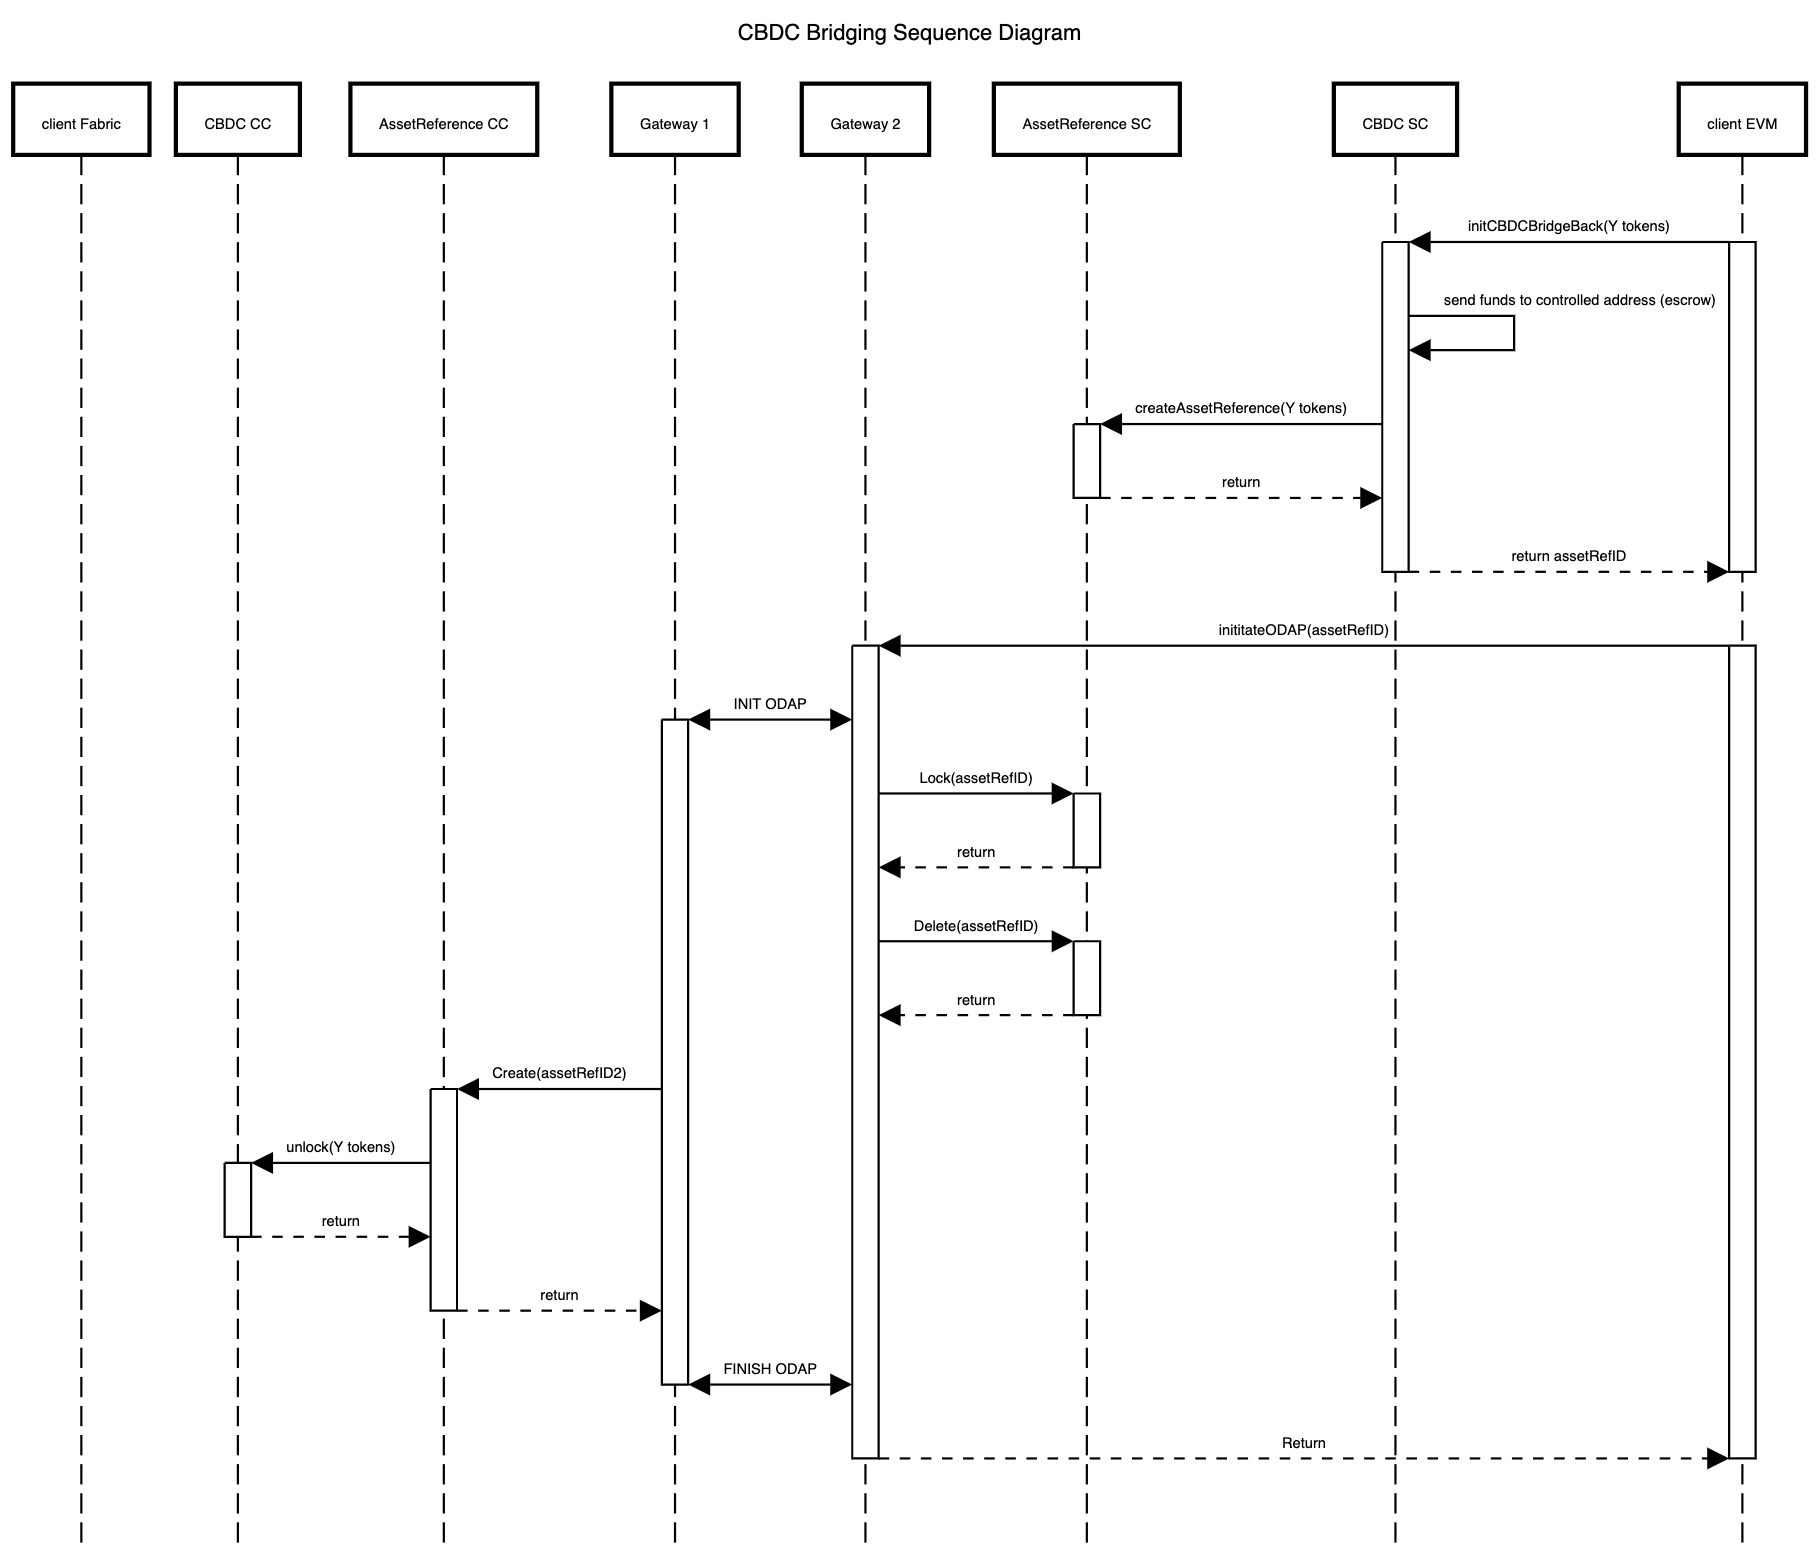 CBDC Bridging Sequence Diagram
client Fabric
CBDC CC
AssetReference CC
Gateway 1
Gateway 2
AssetReference SC
CBDC SC
client EVM
initCBDCBridgeBack(Y tokens)
send funds to controlled address (escrow)
createAssetReference(Y tokens)
return
return assetRefID
inititateODAP(assetRefID)
INIT ODAP
Lock(assetRefID)
return
Delete(assetRefID)
return
Create(assetRefID2)
unlock(Y tokens)
return
return
FINISH ODAP
Return